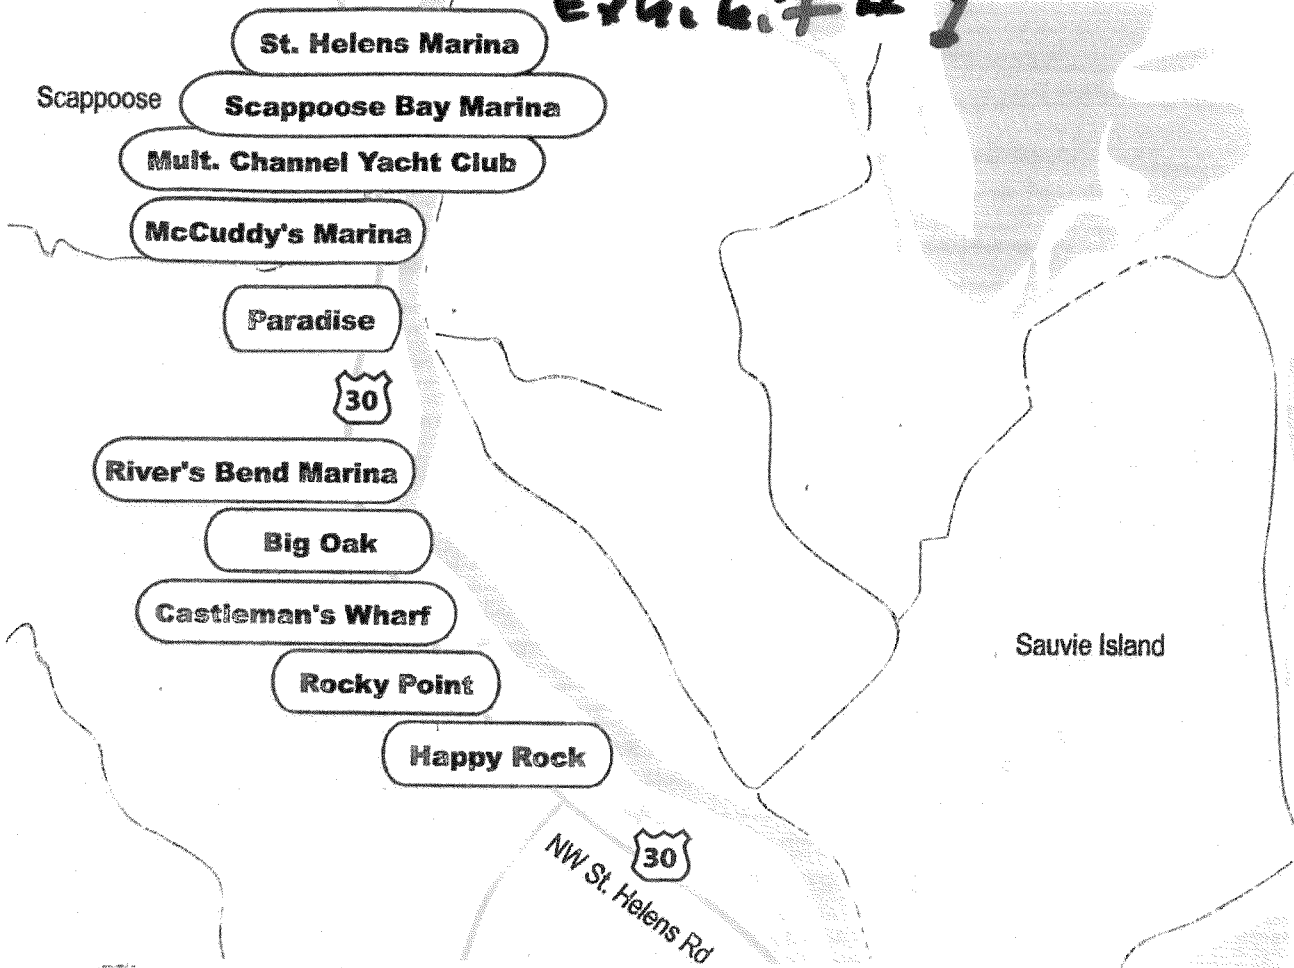 Exhibit #
St. Helens Marina
Scappoose
Scappoose Bay Marina
Mult. Channel Yacht Club
McCuddy's Marina
Paradise
30
River's Bend Marina
Big Oak
Castleman's Wharf
Rocky Point
Sauvie Island
Happy Rock
30
NW St. Helens Rd